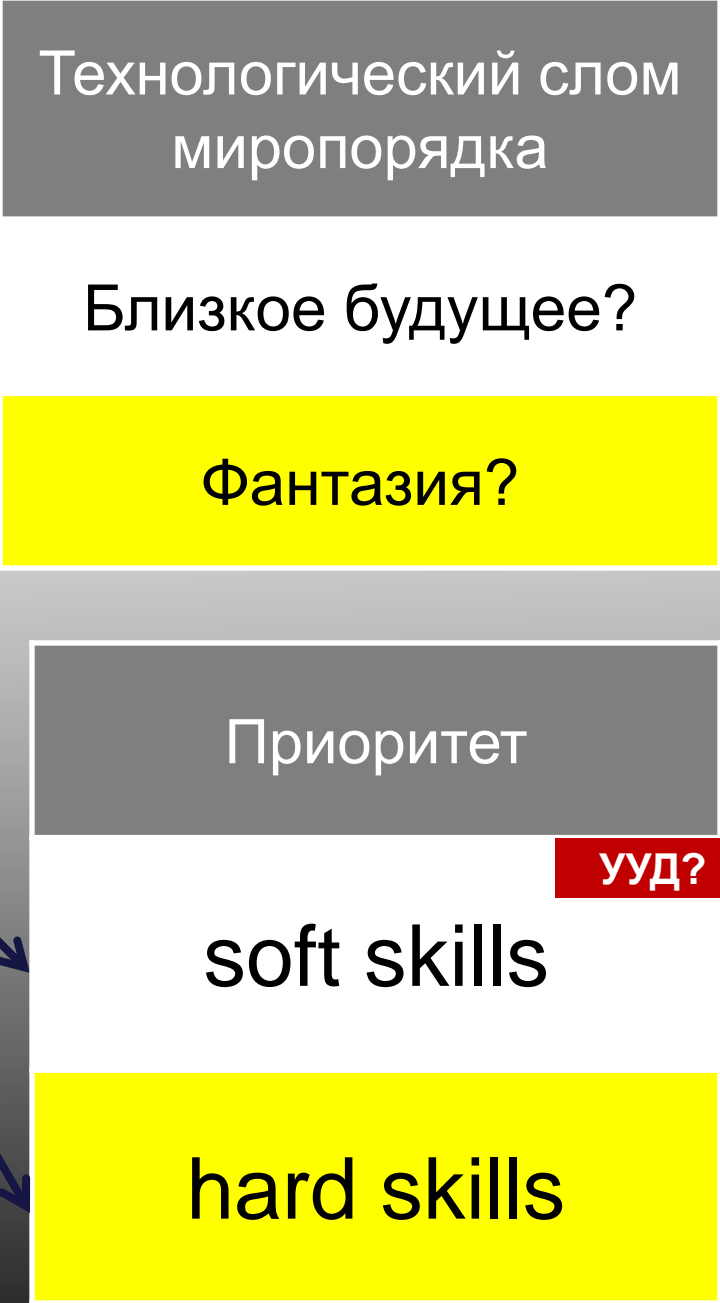 Технологический слом
миропорядка
Близкое будущее?
Фантазия?
Приоритет
УУД?
soft skills
hard skills